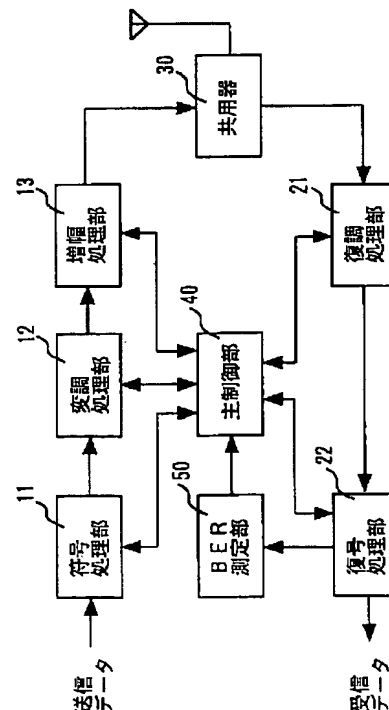 送信
データ
11
符号
処理部
12
変調
処理部
13
増幅
処理部
30
共用器
40
主制御部
50
BER
測定部
21
復調
処理部
22
復号
処理部
受信
データ